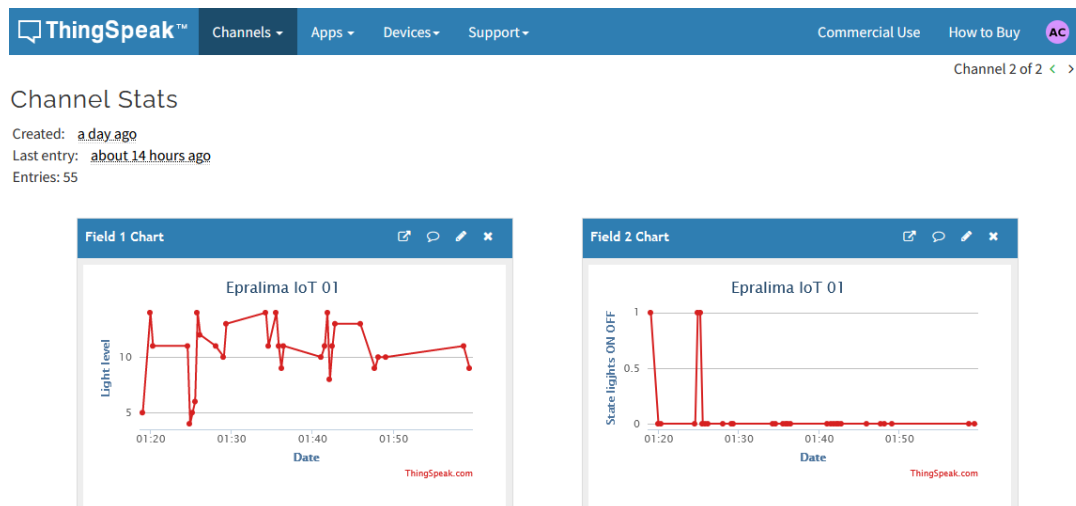 ThingSpeak™ Channels Apps Devices Support Commercial Use How to Buy AC
Channel 2 of 2 < >
Channel Stats
Created: a day ago
Last entry: about 14 hours ago
Entries: 55
Field 1 Chart
Epralima IoT 01
Light level
10
5
01:20 01:30 01:40 01:50
Date
ThingSpeak.com
Field 2 Chart
Epralima IoT 01
State ligjhts ON OFF
1
0.5
0
01:20 01:30 01:40 01:50
Date
ThingSpeak.com